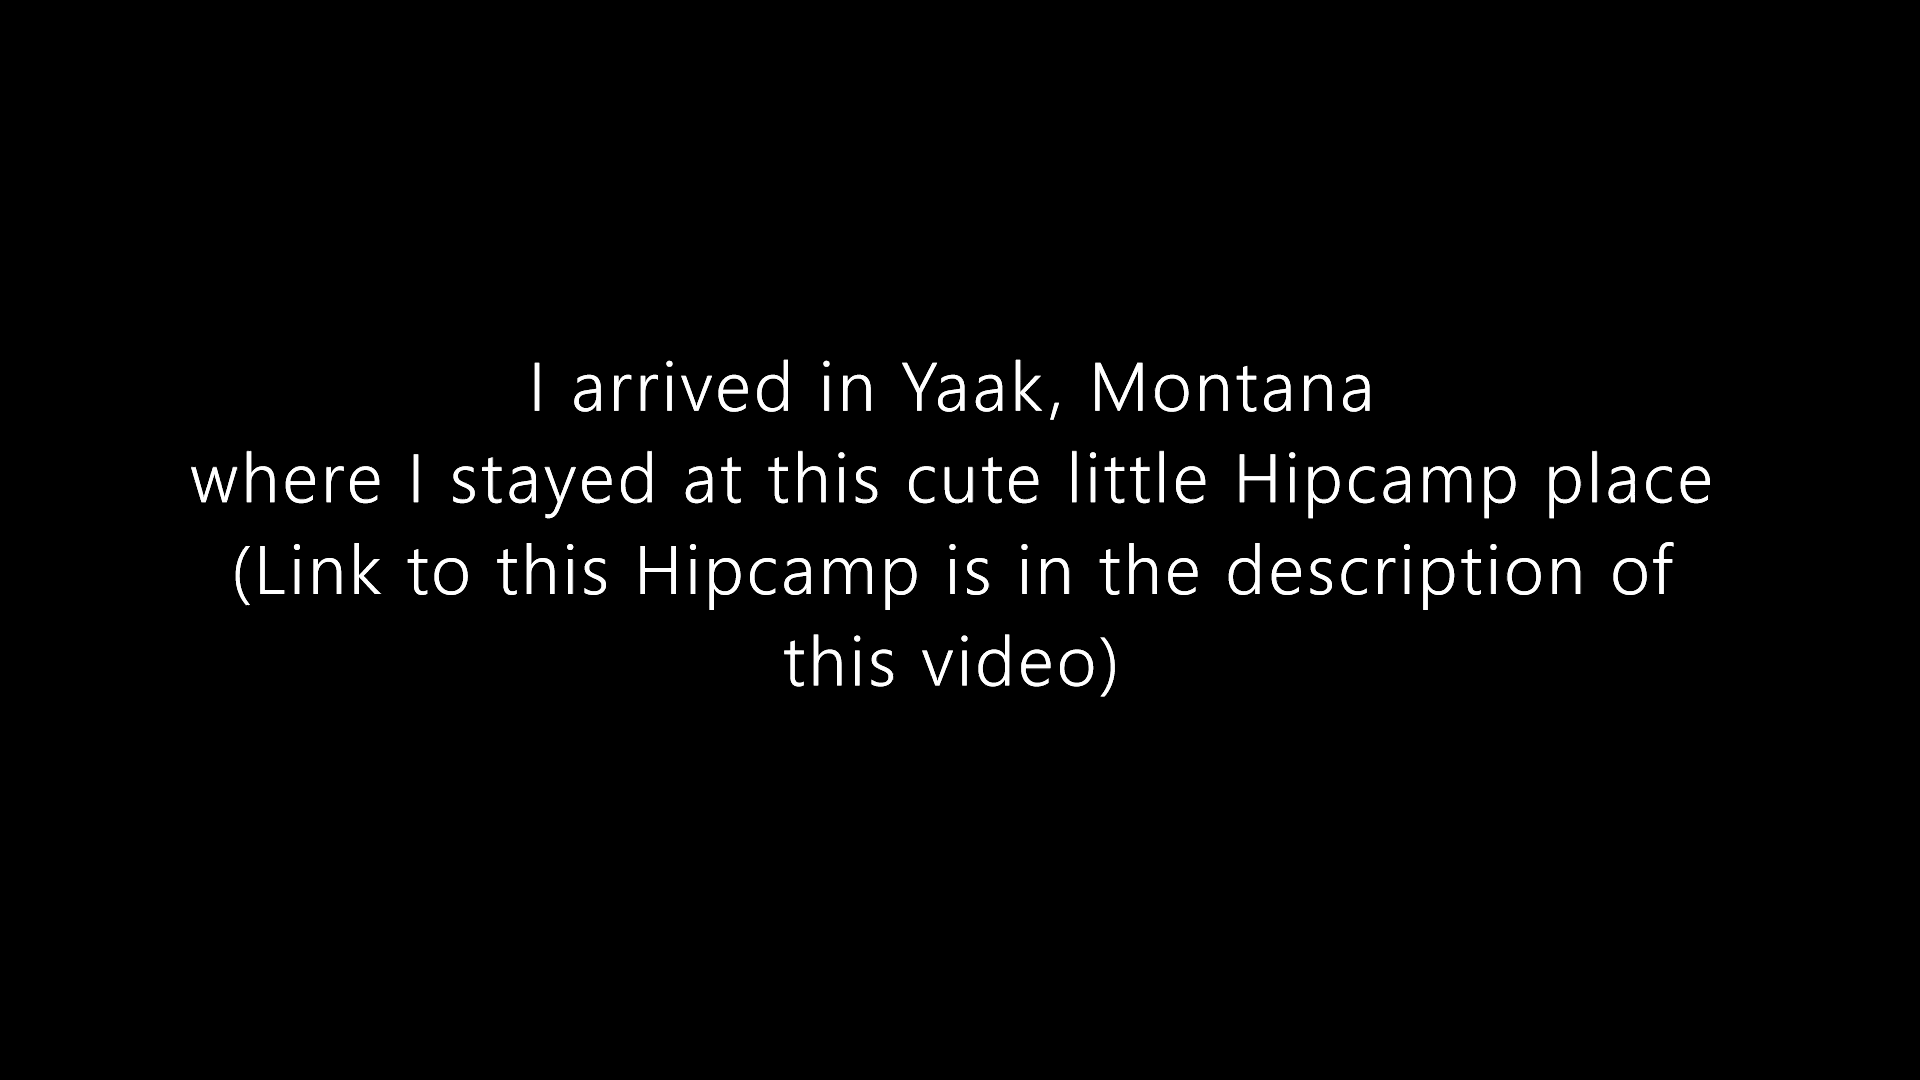 I arrived in Yaak, Montana
where I stayed at this cute little Hipcamp place
(Link to this Hipcamp is in the description of
this video)